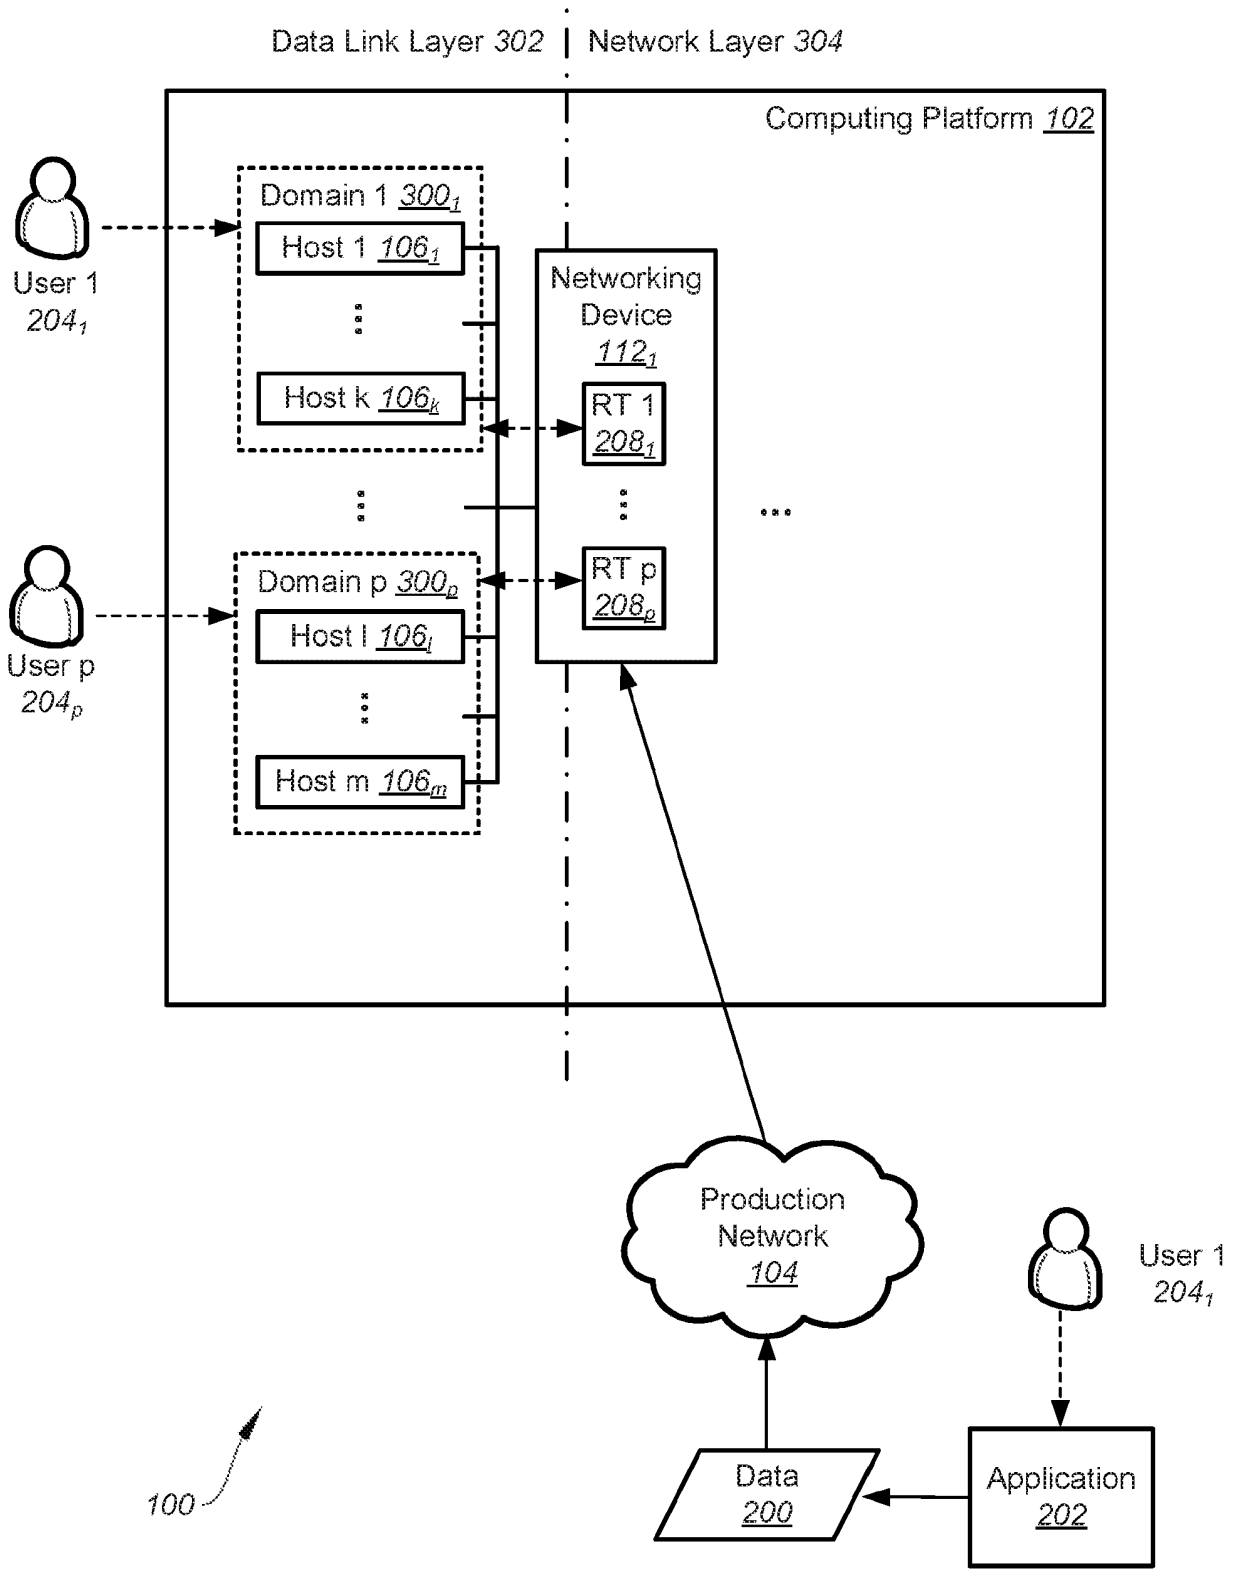 Data Link Layer 302
Network Layer 304
Computing Platform 102
User 1
204₁
Domain 1 300₁
Host 1 106₁
Host k 106ₖ
Networking
Device
112₁
RT 1
208₁
RT p
208ₚ
User p
204ₚ
Domain p 300ₚ
Host l 106ₗ
Host m 106ₘ
Production
Network
104
User 1
204₁
Data
200
Application
202
100